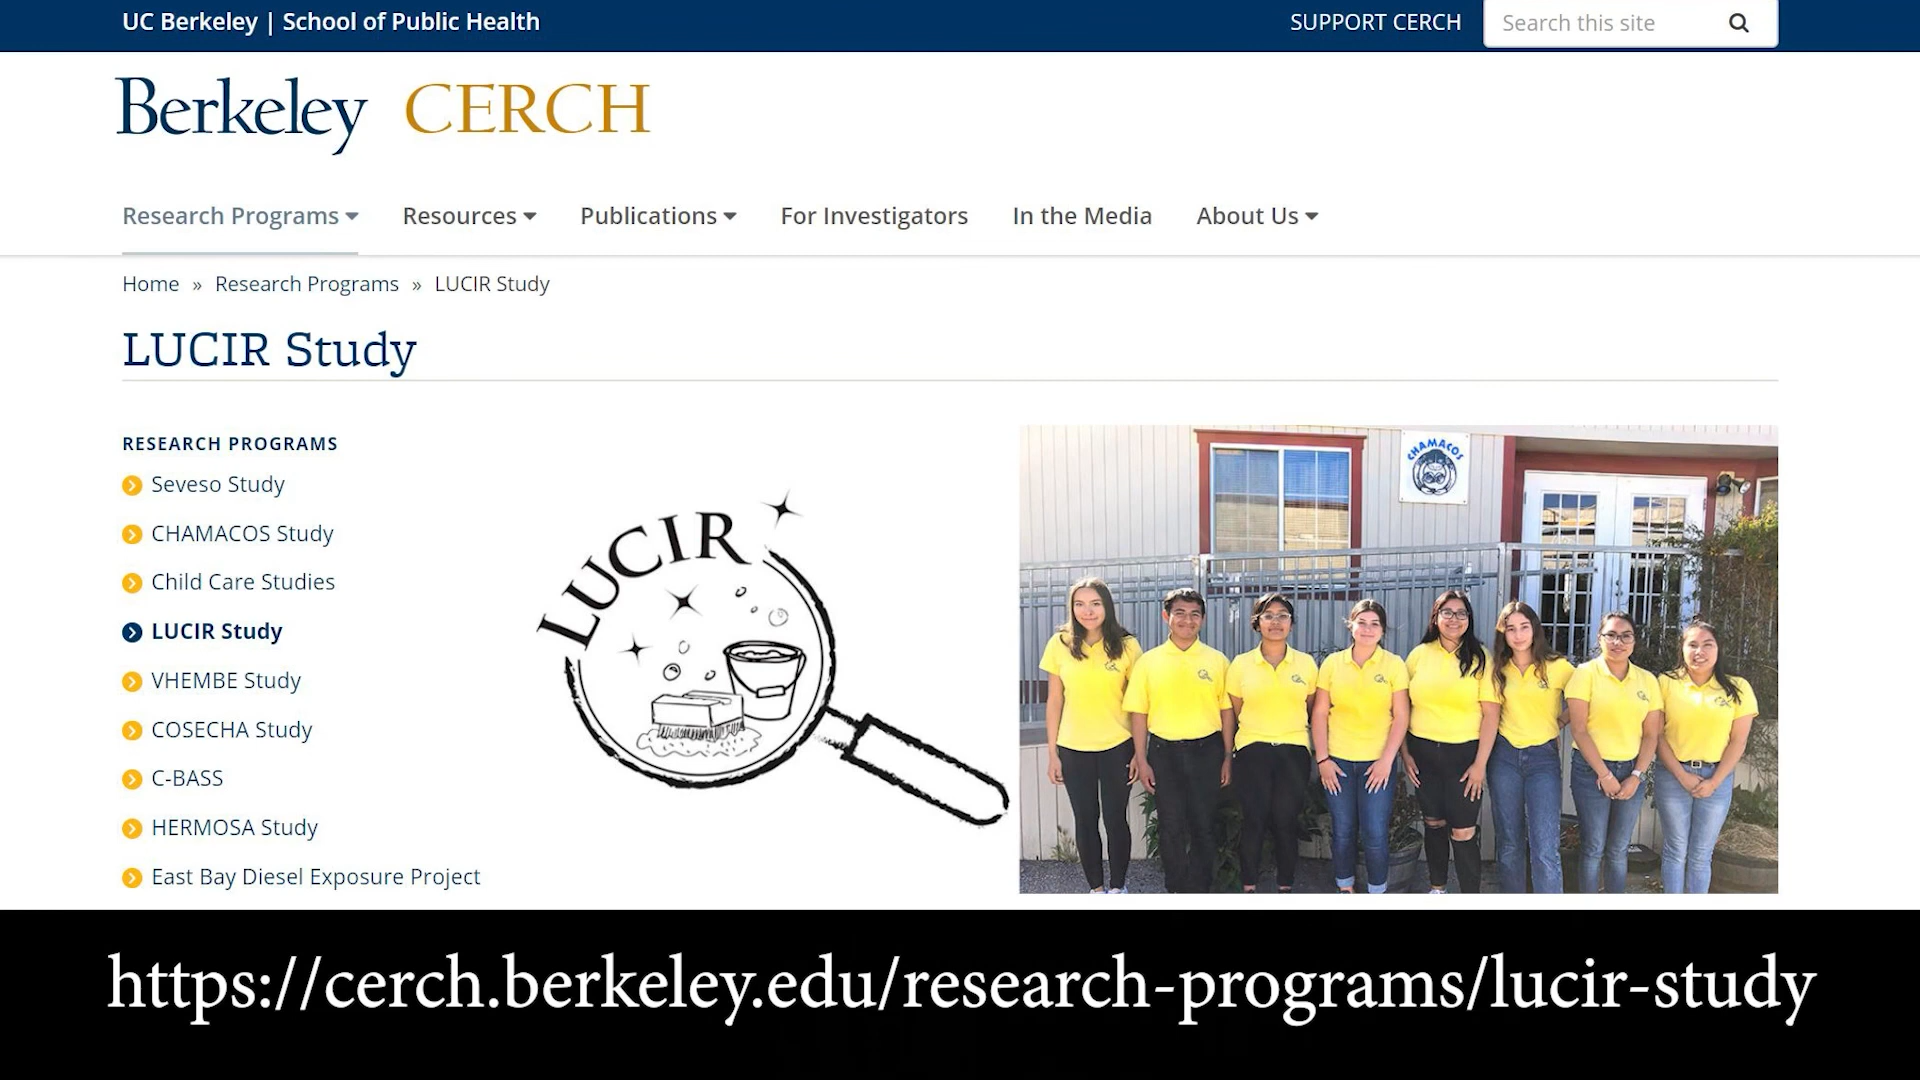 UC Berkeley | School of Public Health
SUPPORT CERCH
Search this site
Berkeley CERCH
Research Programs
Resources
Publications
For Investigators
In the Media
About Us
Home » Research Programs » LUCIR Study
LUCIR Study
RESEARCH PROGRAMS
Seveso Study
CHAMACOS Study
Child Care Studies
LUCIR Study
VHEMBE Study
COSECHA Study
C-BASS
HERMOSA Study
East Bay Diesel Exposure Project
LUCIR
CHAMACOS
https://cerch.berkeley.edu/research-programs/lucir-study